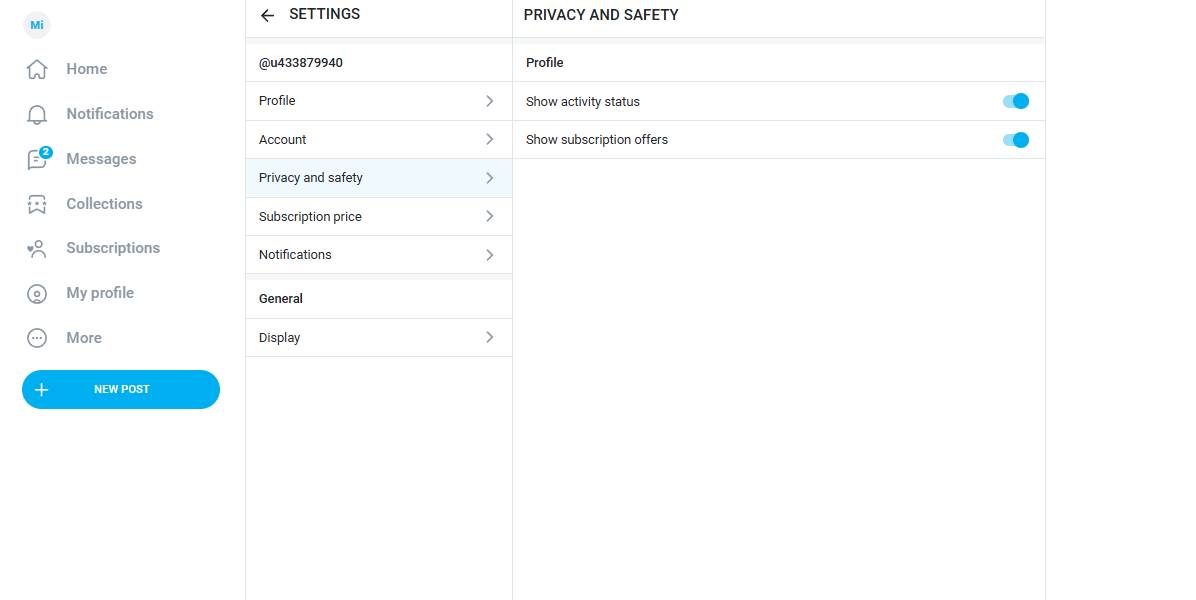 Mi
Home
Notifications
2
Messages
Collections
Subscriptions
My profile
More
NEW POST
SETTINGS
@u433879940
Profile
Account
Privacy and safety
Subscription price
Notifications
General
Display
PRIVACY AND SAFETY
Profile
Show activity status
Show subscription offers